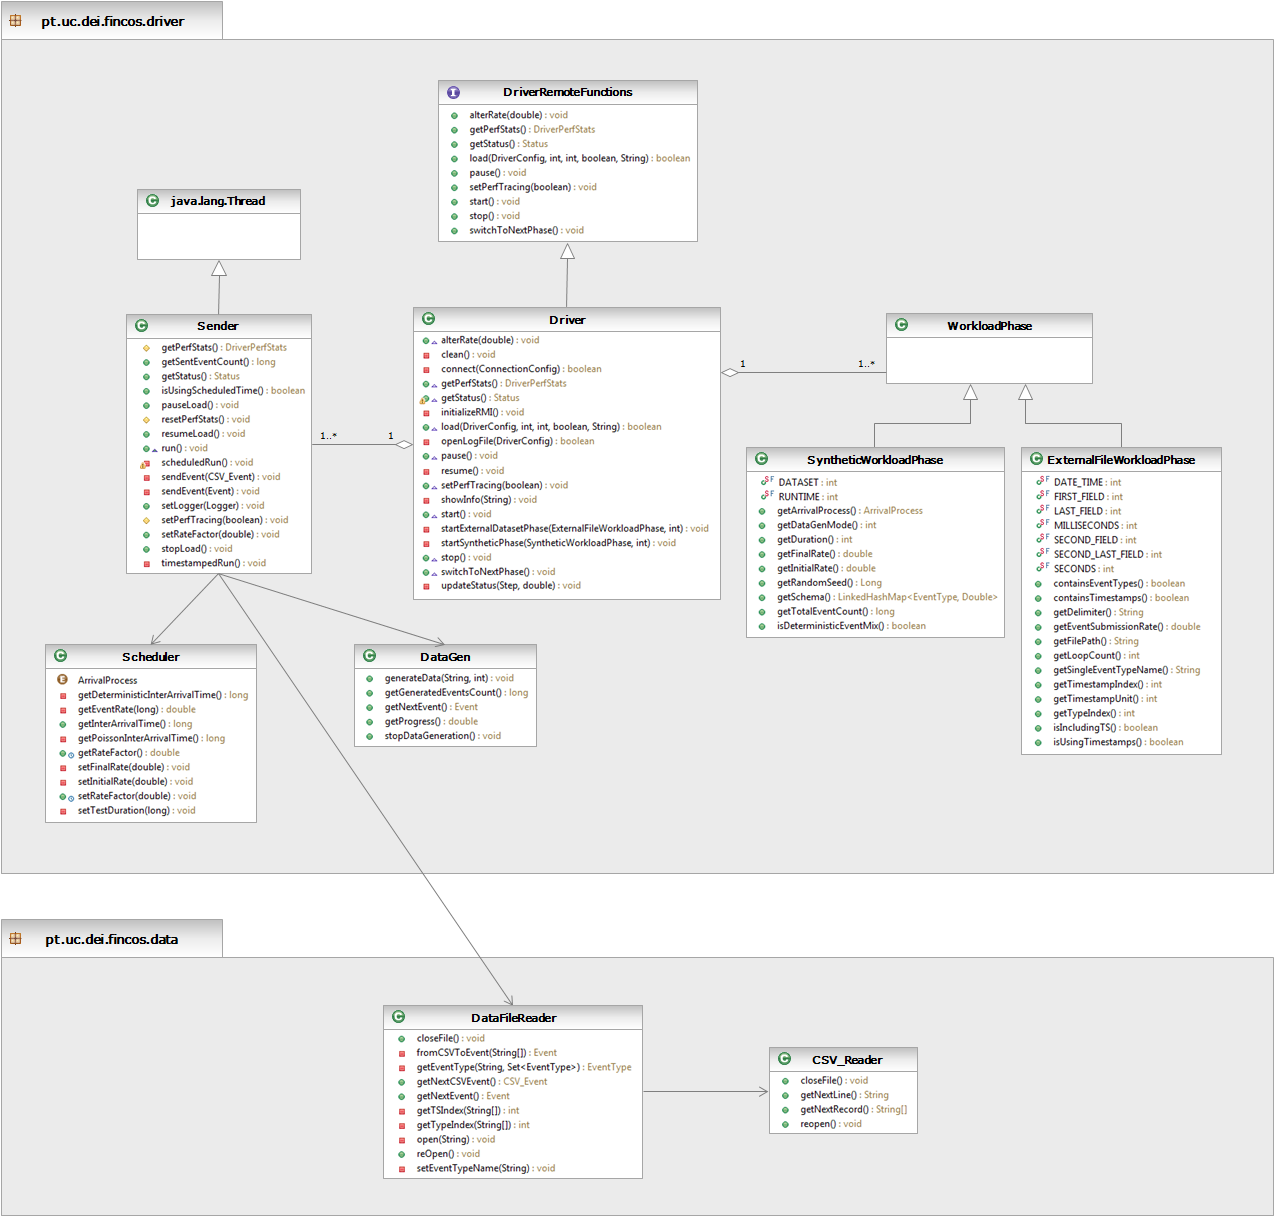 pt.uc.dei.fincos.driver
DriverRemoteFunctions
alterRate(double) : void
getPerfStats() : DriverPerfStats
getStatus() : Status
load(DriverConfig, int, int, boolean, String) : boolean
pause() : void
setPerfTracing(boolean) : void
start() : void
stop() : void
switchToNextPhase() : void
java.lang.Thread
Sender
getPerfStats() : DriverPerfStats
getSentEventCount() : long
getStatus() : Status
isUsingScheduledTime() : boolean
pauseLoad() : void
resetPerfStats() : void
resumeLoad() : void
run() : void
scheduledRun() : void
sendEvent(CSV_Event) : void
sendEvent(Event) : void
setLogger(Logger) : void
setPerfTracing(boolean) : void
setRateFactor(double) : void
stopLoad() : void
timestampedRun() : void
1..*
1
Driver
alterRate(double) : void
clean() : void
connect(ConnectionConfig) : boolean
getPerfStats() : DriverPerfStats
getStatus() : Status
initializeRMI() : void
load(DriverConfig, int, int, boolean, String) : boolean
openLogFile(DriverConfig) : boolean
pause() : void
resume() : void
setPerfTracing(boolean) : void
showInfo(String) : void
start() : void
startExternalDatasetPhase(ExternalFileWorkloadPhase, int) : void
startSyntheticPhase(SyntheticWorkloadPhase, int) : void
stop() : void
switchToNextPhase() : void
updateStatus(Step, double) : void
1
1..*
WorkloadPhase
SyntheticWorkloadPhase
DATASET : int
RUNTIME : int
getArrivalProcess() : ArrivalProcess
getDataGenMode() : int
getDuration() : int
getFinalRate() : double
getInitialRate() : double
getRandomSeed() : Long
getSchema() : LinkedHashMap<EventType, Double>
getTotalEventCount() : long
isDeterministicEventMix() : boolean
ExternalFileWorkloadPhase
DATE_TIME : int
FIRST_FIELD : int
LAST_FIELD : int
MILLISECONDS : int
SECOND_FIELD : int
SECOND_LAST_FIELD : int
SECONDS : int
containsEventTypes() : boolean
containsTimestamps() : boolean
getDelimiter() : String
getEventSubmissionRate() : double
getFilePath() : String
getLoopCount() : int
getSingleEventTypeName() : String
getTimestampIndex() : int
getTimestampUnit() : int
getTypeIndex() : int
isIncludingTS() : boolean
isUsingTimestamps() : boolean
Scheduler
ArrivalProcess
getDeterministicInterArrivalTime() : long
getEventRate(long) : double
getInterArrivalTime() : long
getPoissonInterArrivalTime() : long
getRateFactor() : double
setFinalRate(double) : void
setInitialRate(double) : void
setRateFactor(double) : void
setTestDuration(long) : void
DataGen
generateData(String, int) : void
getGeneratedEventsCount() : long
getNextEvent() : Event
getProgress() : double
stopDataGeneration() : void
pt.uc.dei.fincos.data
DataFileReader
closeFile() : void
fromCSVToEvent(String[]) : Event
getEventType(String, Set<EventType>) : EventType
getNextCSVEvent() : CSV_Event
getNextEvent() : Event
getTSIndex(String[]) : int
getTypeIndex(String[]) : int
open(String) : void
reOpen() : void
setEventTypeName(String) : void
CSV_Reader
closeFile() : void
getNextLine() : String
getNextRecord() : String[]
reopen() : void